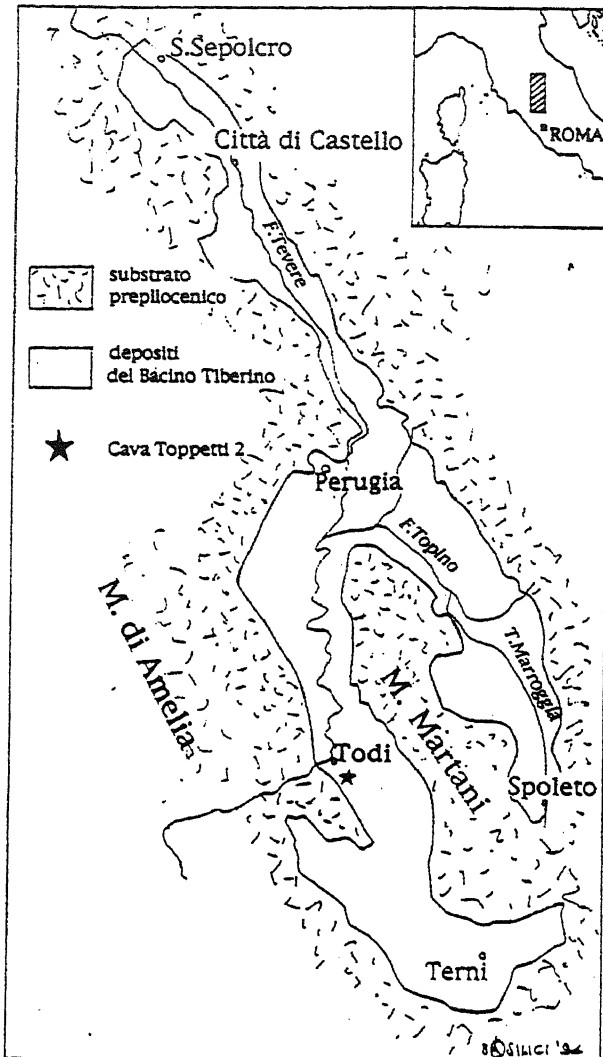 S.Sepolcro
ROMA
Città di Castello
F.Tevere
substrato
prepliocenico
depositi
del Bacino Tiberino
Cava Toppetti 2
Perugia
F.Topino
M. di Amelia
T.Marroggia
M. Martani
Todi
Spoleto
Terni